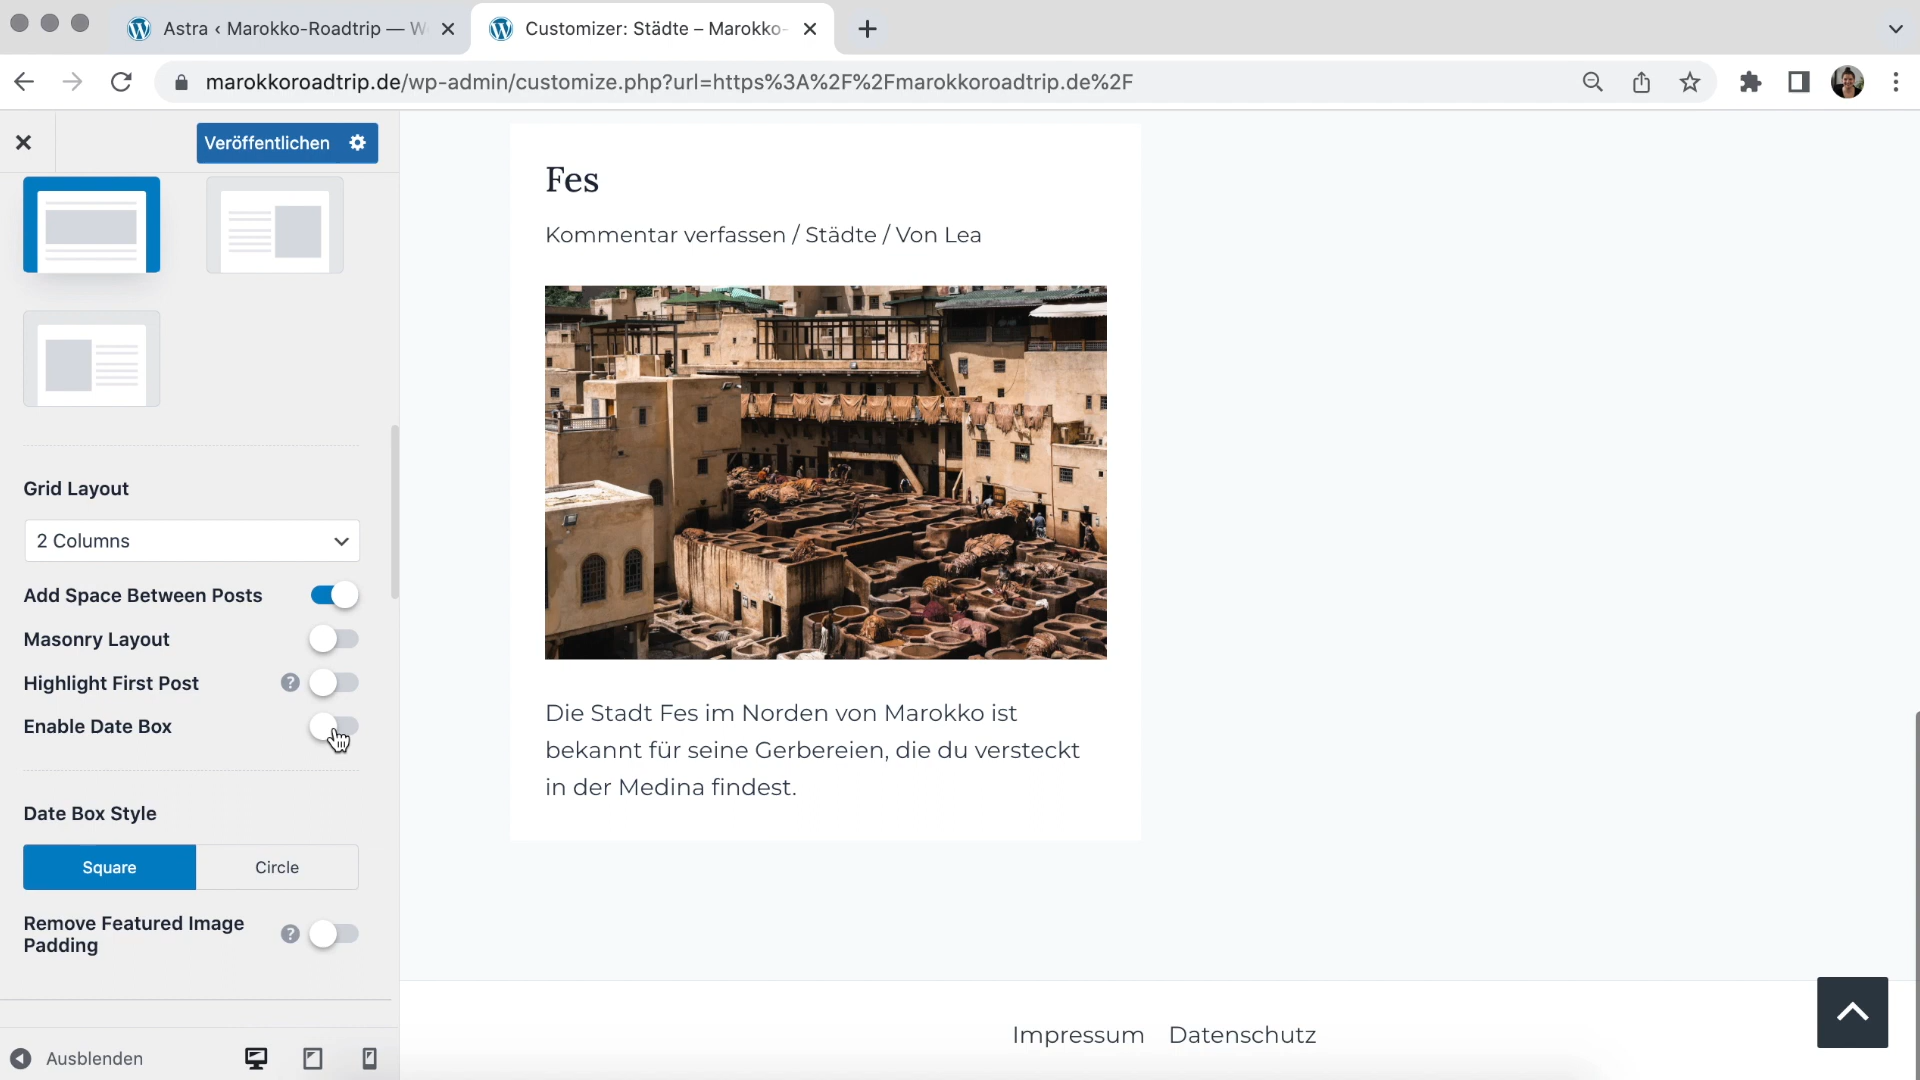 Astra ‹ Marokko-Roadtrip — W
Customizer: Städte – Marokko-
marokkoroadtrip.de/wp-admin/customize.php?url=https%3A%2F%2Fmarokkoroadtrip.de%2F
Veröffentlichen
Grid Layout
2 Columns
Add Space Between Posts
Masonry Layout
Highlight First Post ?
Enable Date Box
Date Box Style
Square
Circle
Remove Featured Image
Padding ?
Ausblenden
Fes
Kommentar verfassen / Städte / Von Lea
Die Stadt Fes im Norden von Marokko ist
bekannt für seine Gerbereien, die du versteckt
in der Medina findest.
Impressum Datenschutz